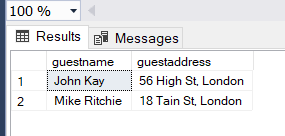 100 %
Results Messages
guestname guestaddress
1 John Kay 56 High St, London
2 Mike Ritchie 18 Tain St, London